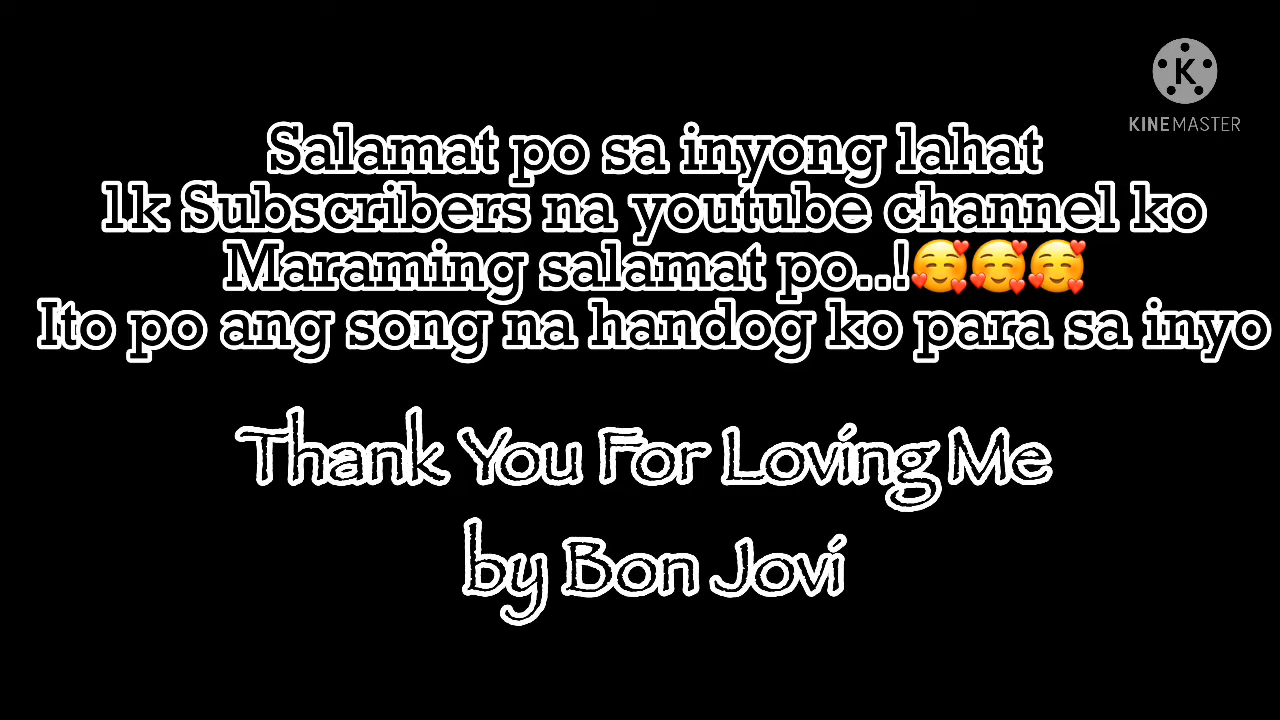 K
KINEMASTER
Salamat po sa inyong lahat
1k Subscribers na youtube channel ko
Maraming salamat po..!🥰🥰🥰
Ito po ang song na handog ko para sa inyo
Thank You For Loving Me
by Bon Jovi